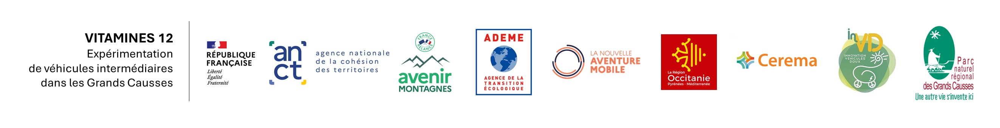 VITAMINES 12
Expérimentation
de véhicules intermédiaires
dans les Grands Causses
RÉPUBLIQUE
FRANÇAISE
Liberté
Égalité
Fraternité
an
ct
agence nationale
de la cohésion
des territoires
FRANCE
RELANCE
avenir
MONTAGNES
ADEME
AGENCE DE LA
TRANSITION
ÉCOLOGIQUE
LA NOUVELLE
AVENTURE
MOBILE
La Région
Occitanie
Pyrénées - Méditerranée
Cerema
inVD
INNOVATION
VEHICULES
DOUX
Parc
naturel
régional
des Grands Causses
Une autre vie s'invente ici